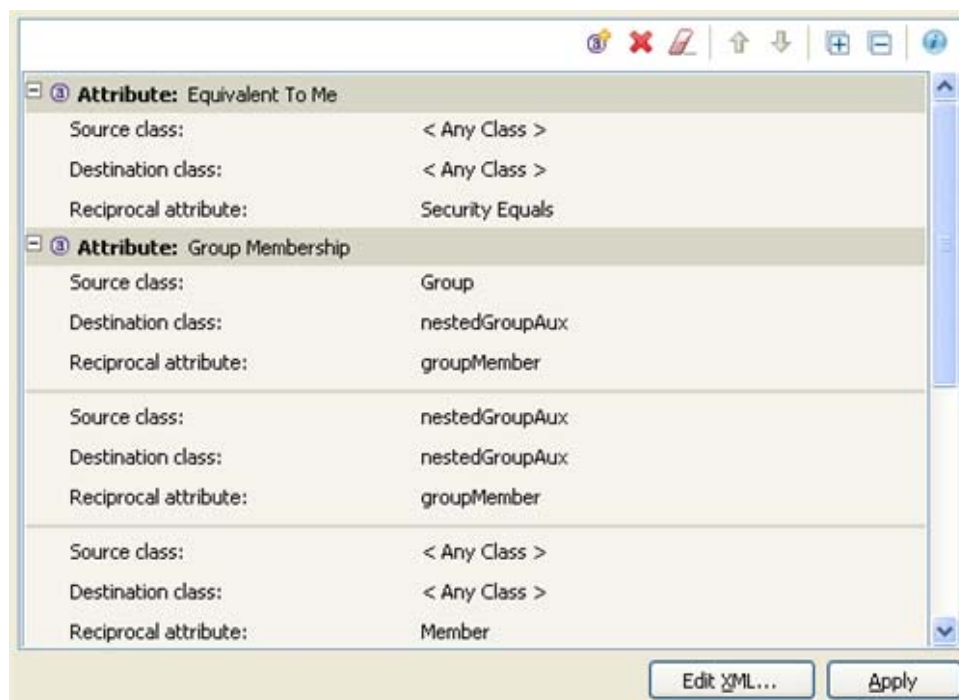 Attribute: Equivalent To Me
Source class: < Any Class >
Destination class: < Any Class >
Reciprocal attribute: Security Equals
Attribute: Group Membership
Source class: Group
Destination class: nestedGroupAux
Reciprocal attribute: groupMember
Source class: nestedGroupAux
Destination class: nestedGroupAux
Reciprocal attribute: groupMember
Source class: < Any Class >
Destination class: < Any Class >
Reciprocal attribute: Member
Edit XML... Apply